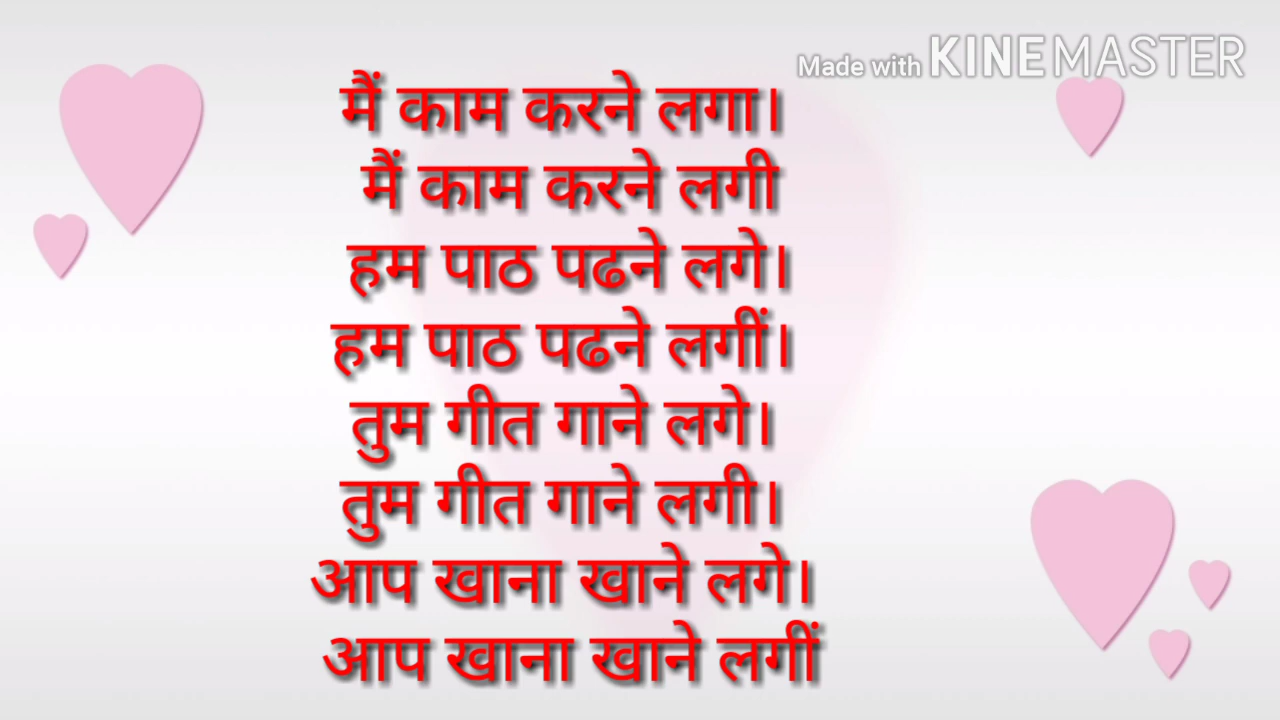 Made with KINEMASTER
मैं काम करने लगा।
मैं काम करने लगी
हम पाठ पढने लगे।
हम पाठ पढने लगीं।
तुम गीत गाने लगे।
तुम गीत गाने लगी।
आप खाना खाने लगे।
आप खाना खाने लगीं